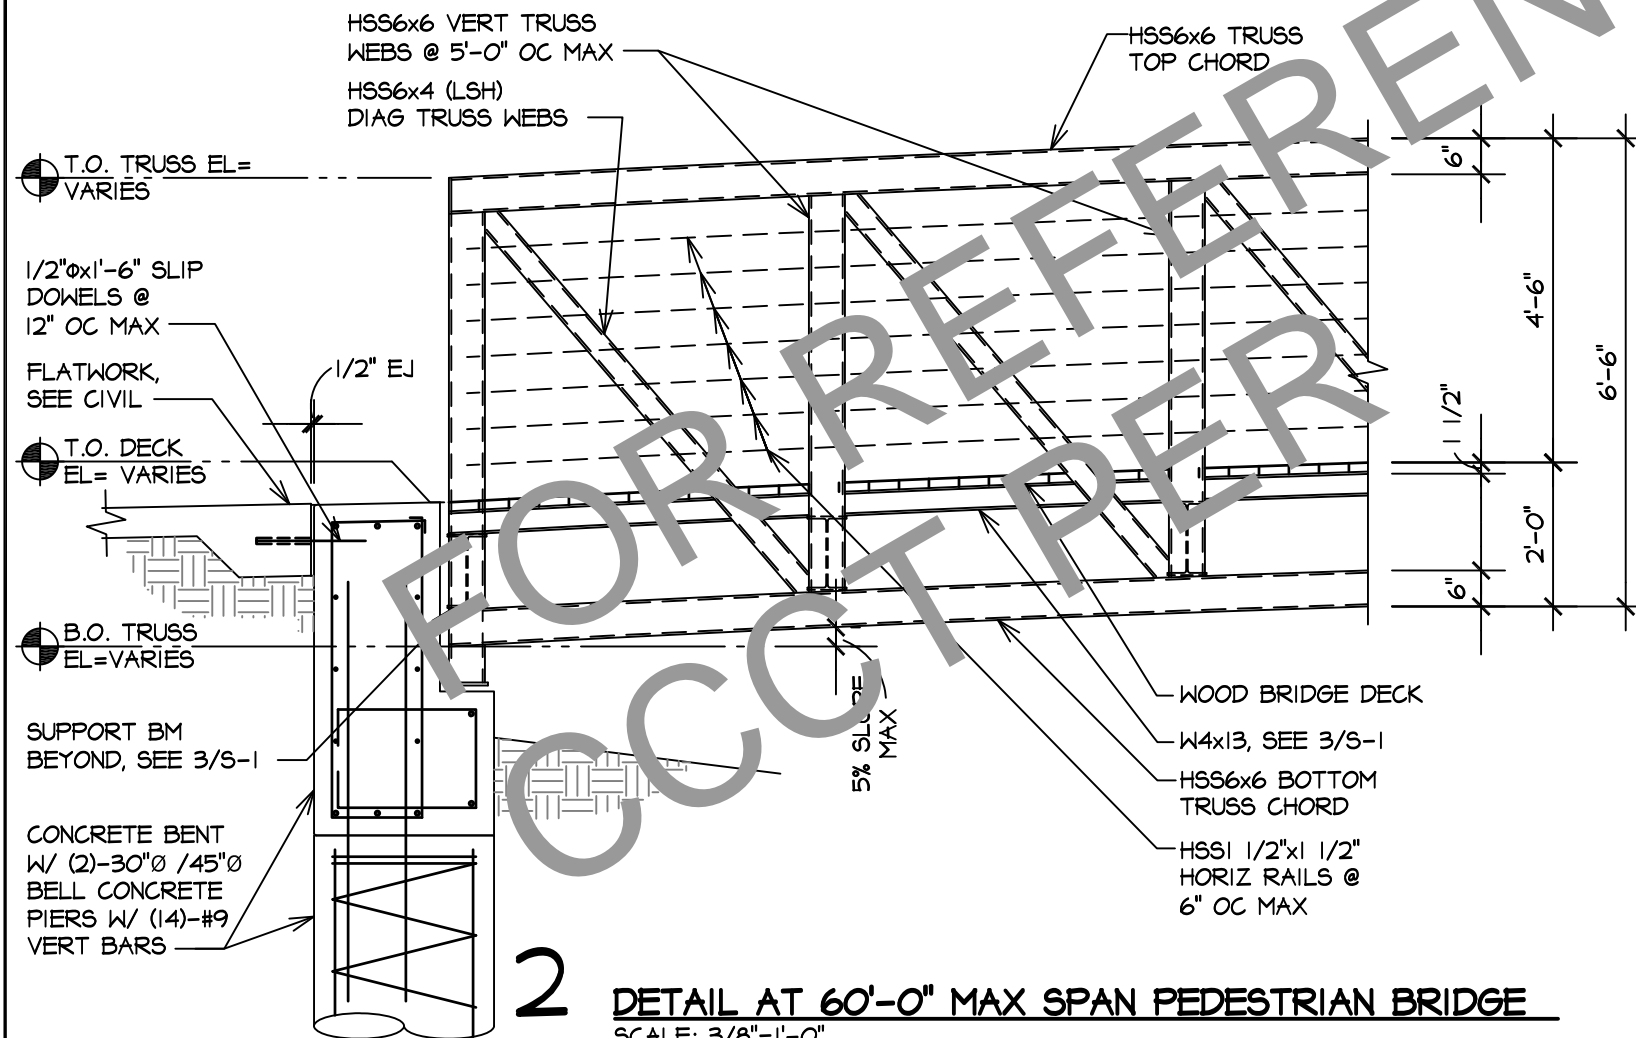 HSS6x6 VERT TRUSS
WEBS @ 5'-0" OC MAX
HSS6x4 (LSH)
DIAG TRUSS WEBS
HSS6x6 TRUSS
TOP CHORD
T.O. TRUSS EL=
VARIES
1/2"Φx1'-6" SLIP
DOWELS @
12" OC MAX
FLATWORK,
SEE CIVIL
1/2" EJ
T.O. DECK
EL= VARIES
B.O. TRUSS
EL=VARIES
SUPPORT BM
BEYOND, SEE 3/S-1
CONCRETE BENT
W/ (2)-30"Ø /45"Ø
BELL CONCRETE
PIERS W/ (14)-#9
VERT BARS
6"
4'-6"
6'-6"
1 1/2"
2'-0"
6"
5% SLOPE
MAX
WOOD BRIDGE DECK
W4x13, SEE 3/S-1
HSS6x6 BOTTOM
TRUSS CHORD
HSS1 1/2"x1 1/2"
HORIZ RAILS @
6" OC MAX
FOR REFEREN
CCCT PER
2
DETAIL AT 60'-0" MAX SPAN PEDESTRIAN BRIDGE
SCALE: 3/8"=1'-0"